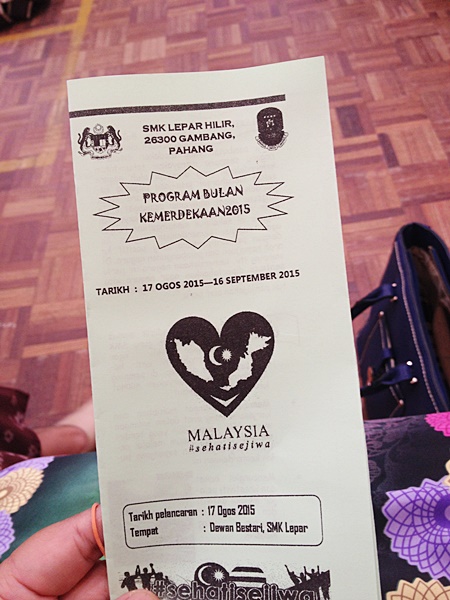 SMK LEPAR HILIR,
26300 GAMBANG,
PAHANG
PROGRAM BULAN
KEMERDEKAAN2015
TARIKH : 17 OGOS 2015—16 SEPTEMBER 2015
MALAYSIA
#sehatisejiwa
Tarikh pelencaran : 17 Ogos 2015
Tempat : Dewan Bestari, SMK Lepar
#sehatisejiwa